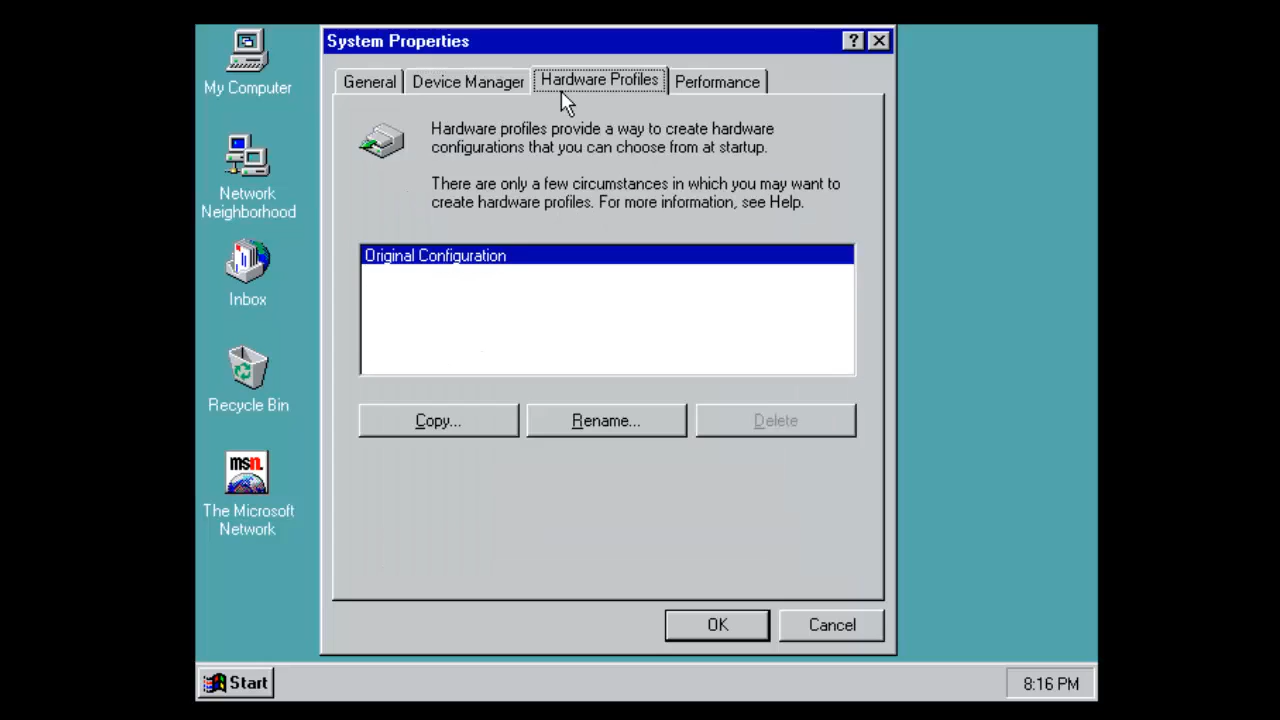 My Computer
Network
Neighborhood
Inbox
Recycle Bin
msn.
The Microsoft
Network
System Properties
?
General
Device Manager
Hardware Profiles
Performance
Hardware profiles provide a way to create hardware
configurations that you can choose from at startup.
There are only a few circumstances in which you may want to
create hardware profiles. For more information, see Help.
Original Configuration
Copy...
Rename...
Delete
OK
Cancel
Start
8:16 PM